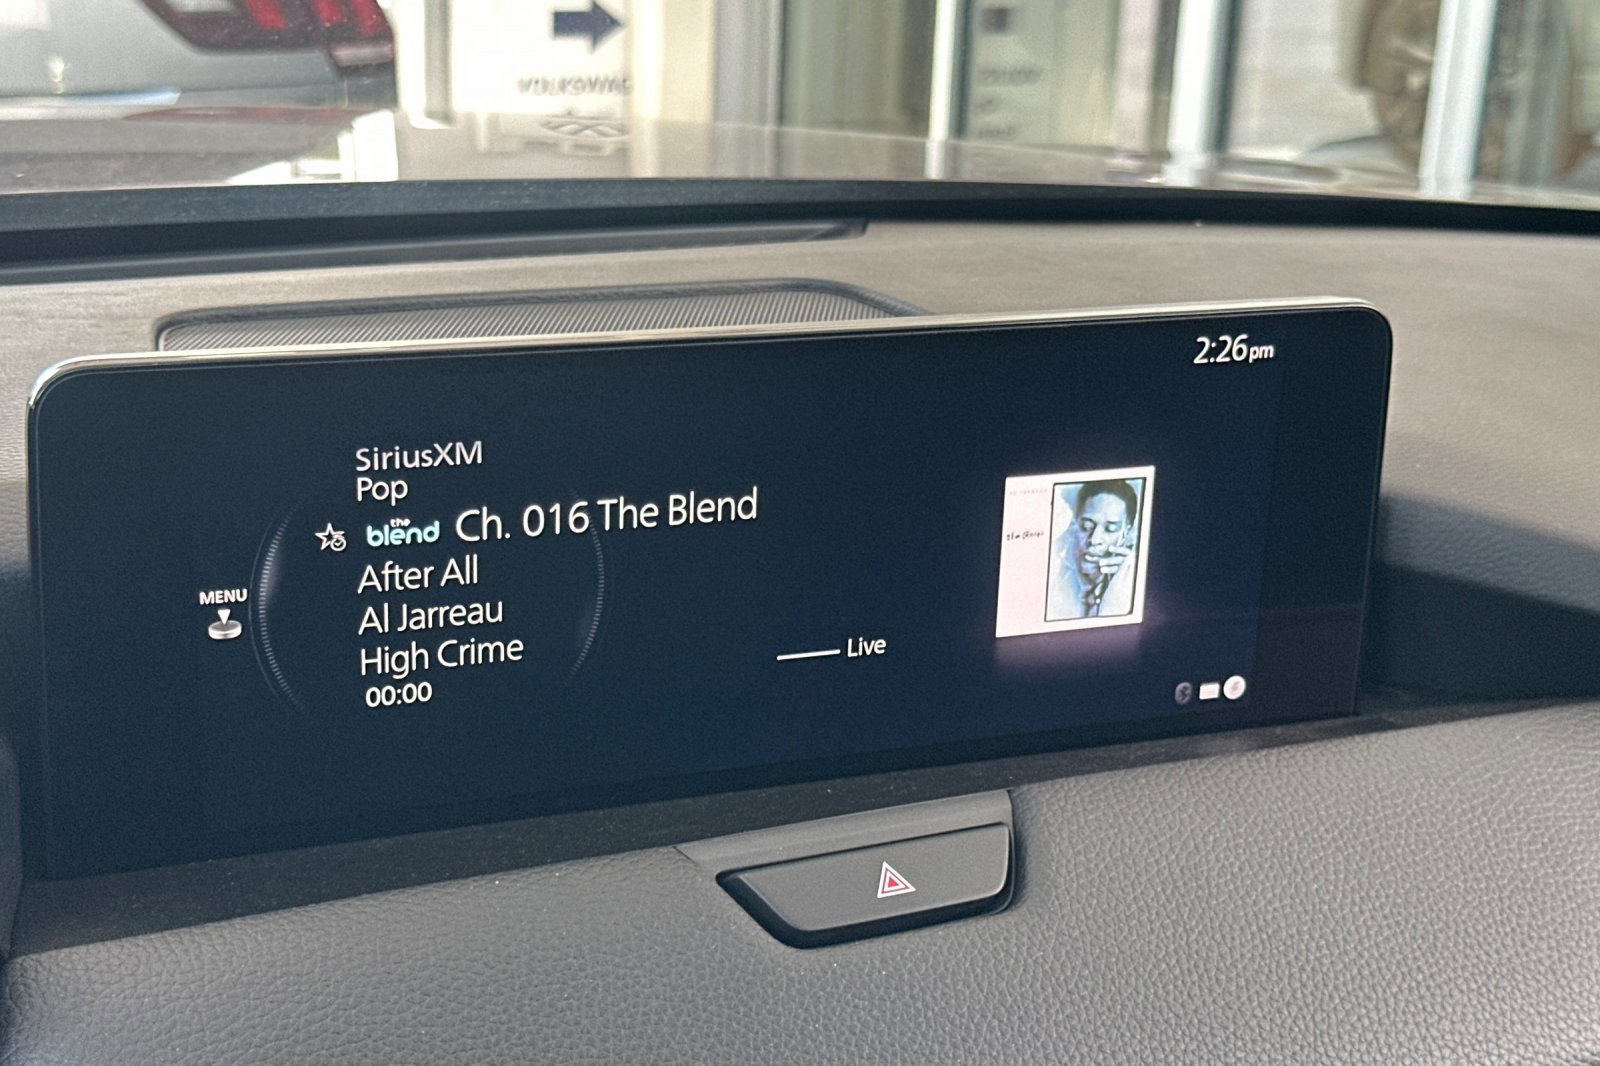 VOLKSWAG
2:26pm
SiriusXM
Pop
the blend Ch. 016 The Blend
After All
Al Jarreau
High Crime
00:00
MENU
Live